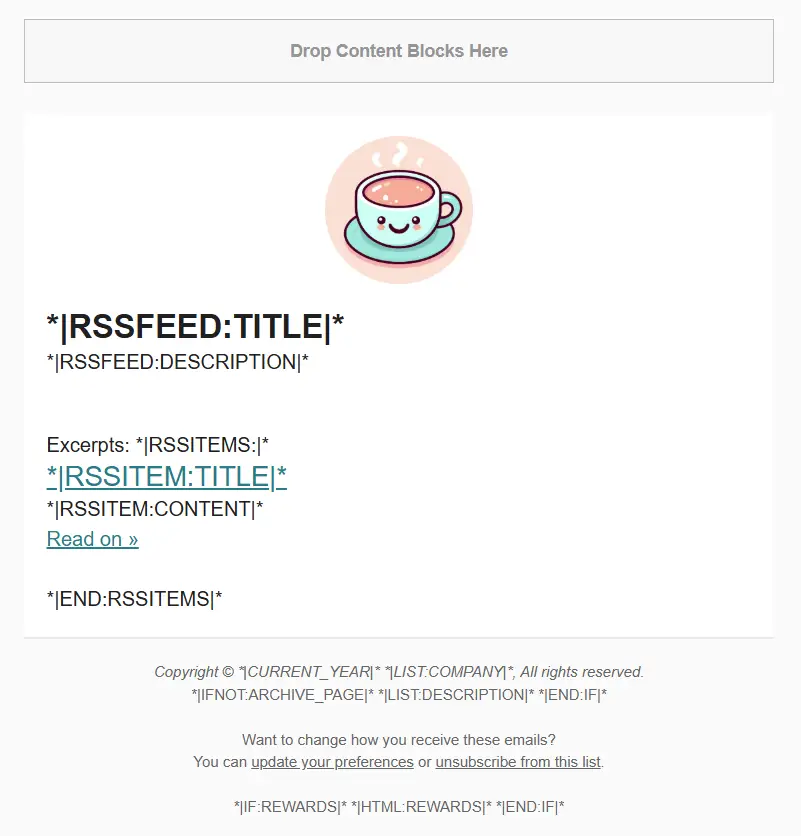 Drop Content Blocks Here
*|RSSFEED:TITLE|*
*|RSSFEED:DESCRIPTION|*
Excerpts: *|RSSITEMS:|*
*|RSSITEM:TITLE|*
*|RSSITEM:CONTENT|*
Read on »
*|END:RSSITEMS|*
Copyright © *|CURRENT_YEAR|* *|LIST:COMPANY|*, All rights reserved.
*|IFNOT:ARCHIVE_PAGE|* *|LIST:DESCRIPTION|* *|END:IF|*
Want to change how you receive these emails?
You can update your preferences or unsubscribe from this list.
*|IF:REWARDS|* *|HTML:REWARDS|* *|END:IF|*